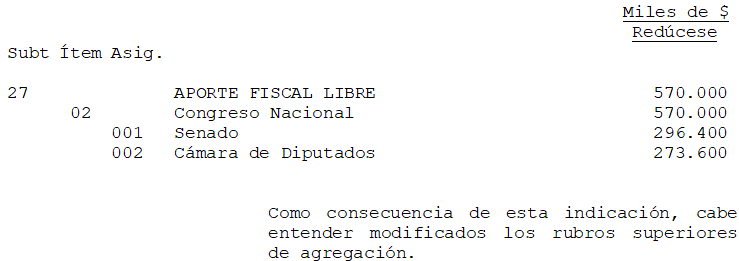 Miles de $
Redúcese
Subt Ítem Asig.
27 APORTE FISCAL LIBRE 570.000
02 Congreso Nacional 570.000
001 Senado 296.400
002 Cámara de Diputados 273.600
Como consecuencia de esta indicación, cabe
entender modificados los rubros superiores
de agregación.